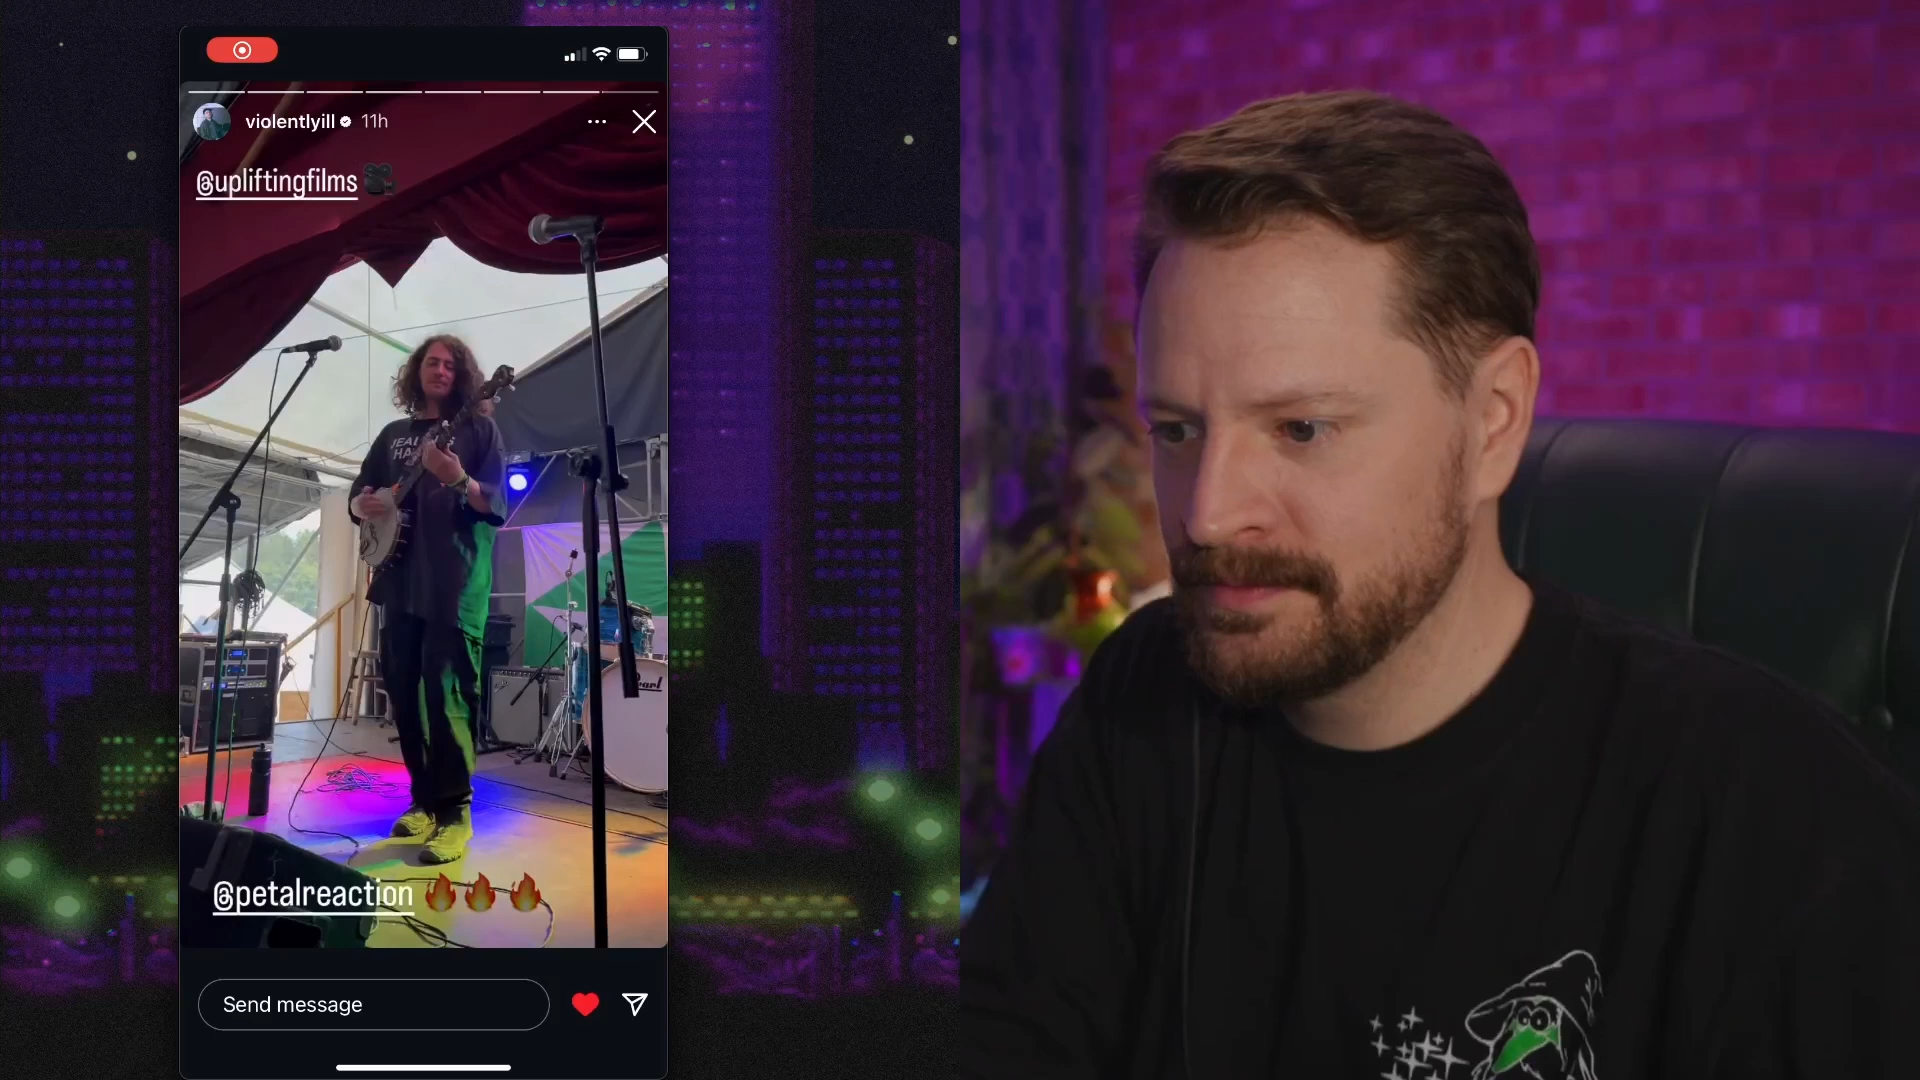 violentlyill 11h
@upliftingfilms
@petalreaction
Send message